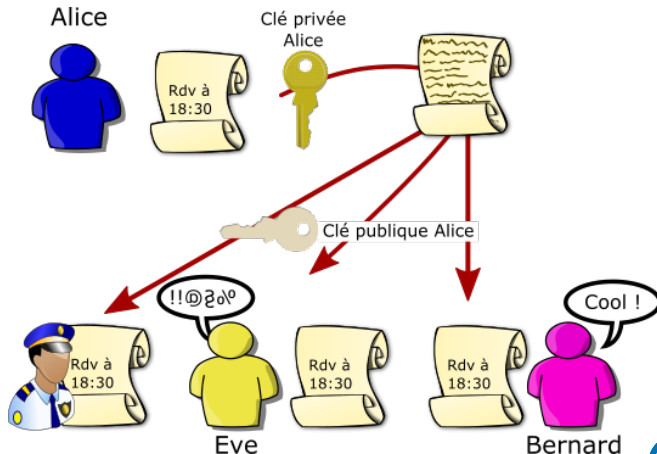 Alice
Clé privée
Alice
Rdv à
18:30
Clé publique Alice
!!@§%
Cool !
Rdv à
18:30
Rdv à
18:30
Rdv à
18:30
Eve
Bernard